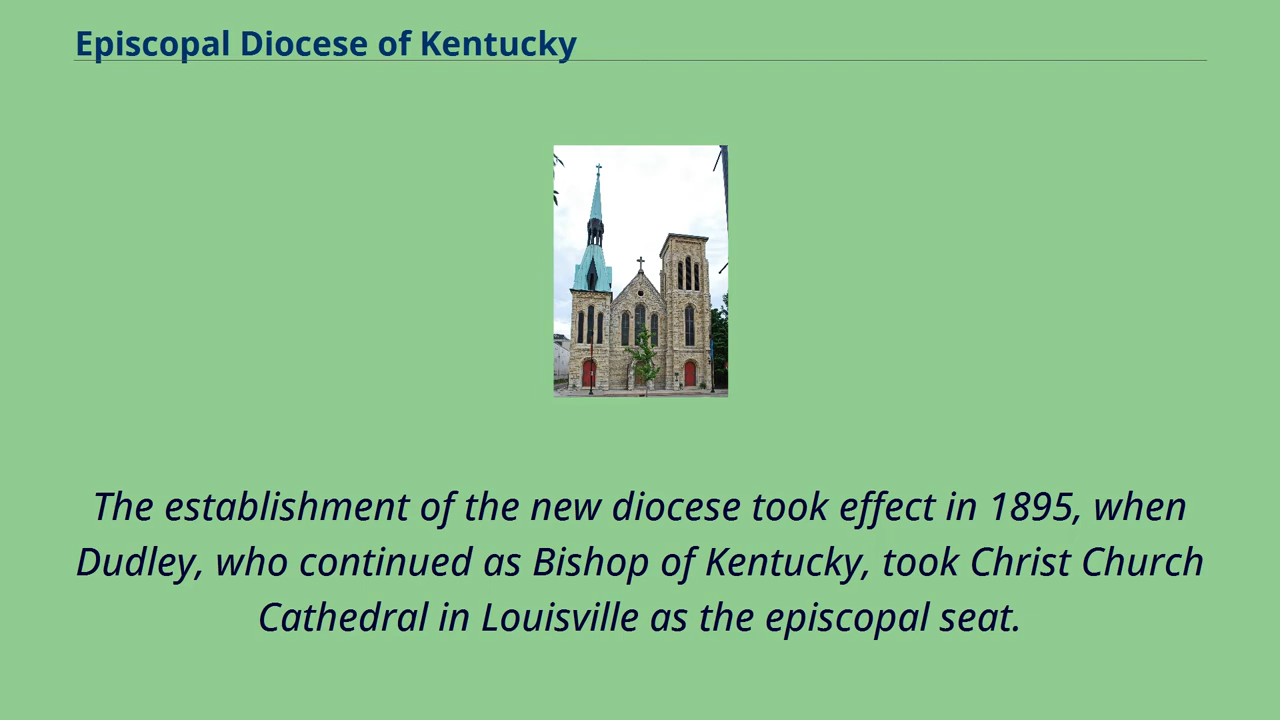 Episcopal Diocese of Kentucky
The establishment of the new diocese took effect in 1895, when
Dudley, who continued as Bishop of Kentucky, took Christ Church
Cathedral in Louisville as the episcopal seat.